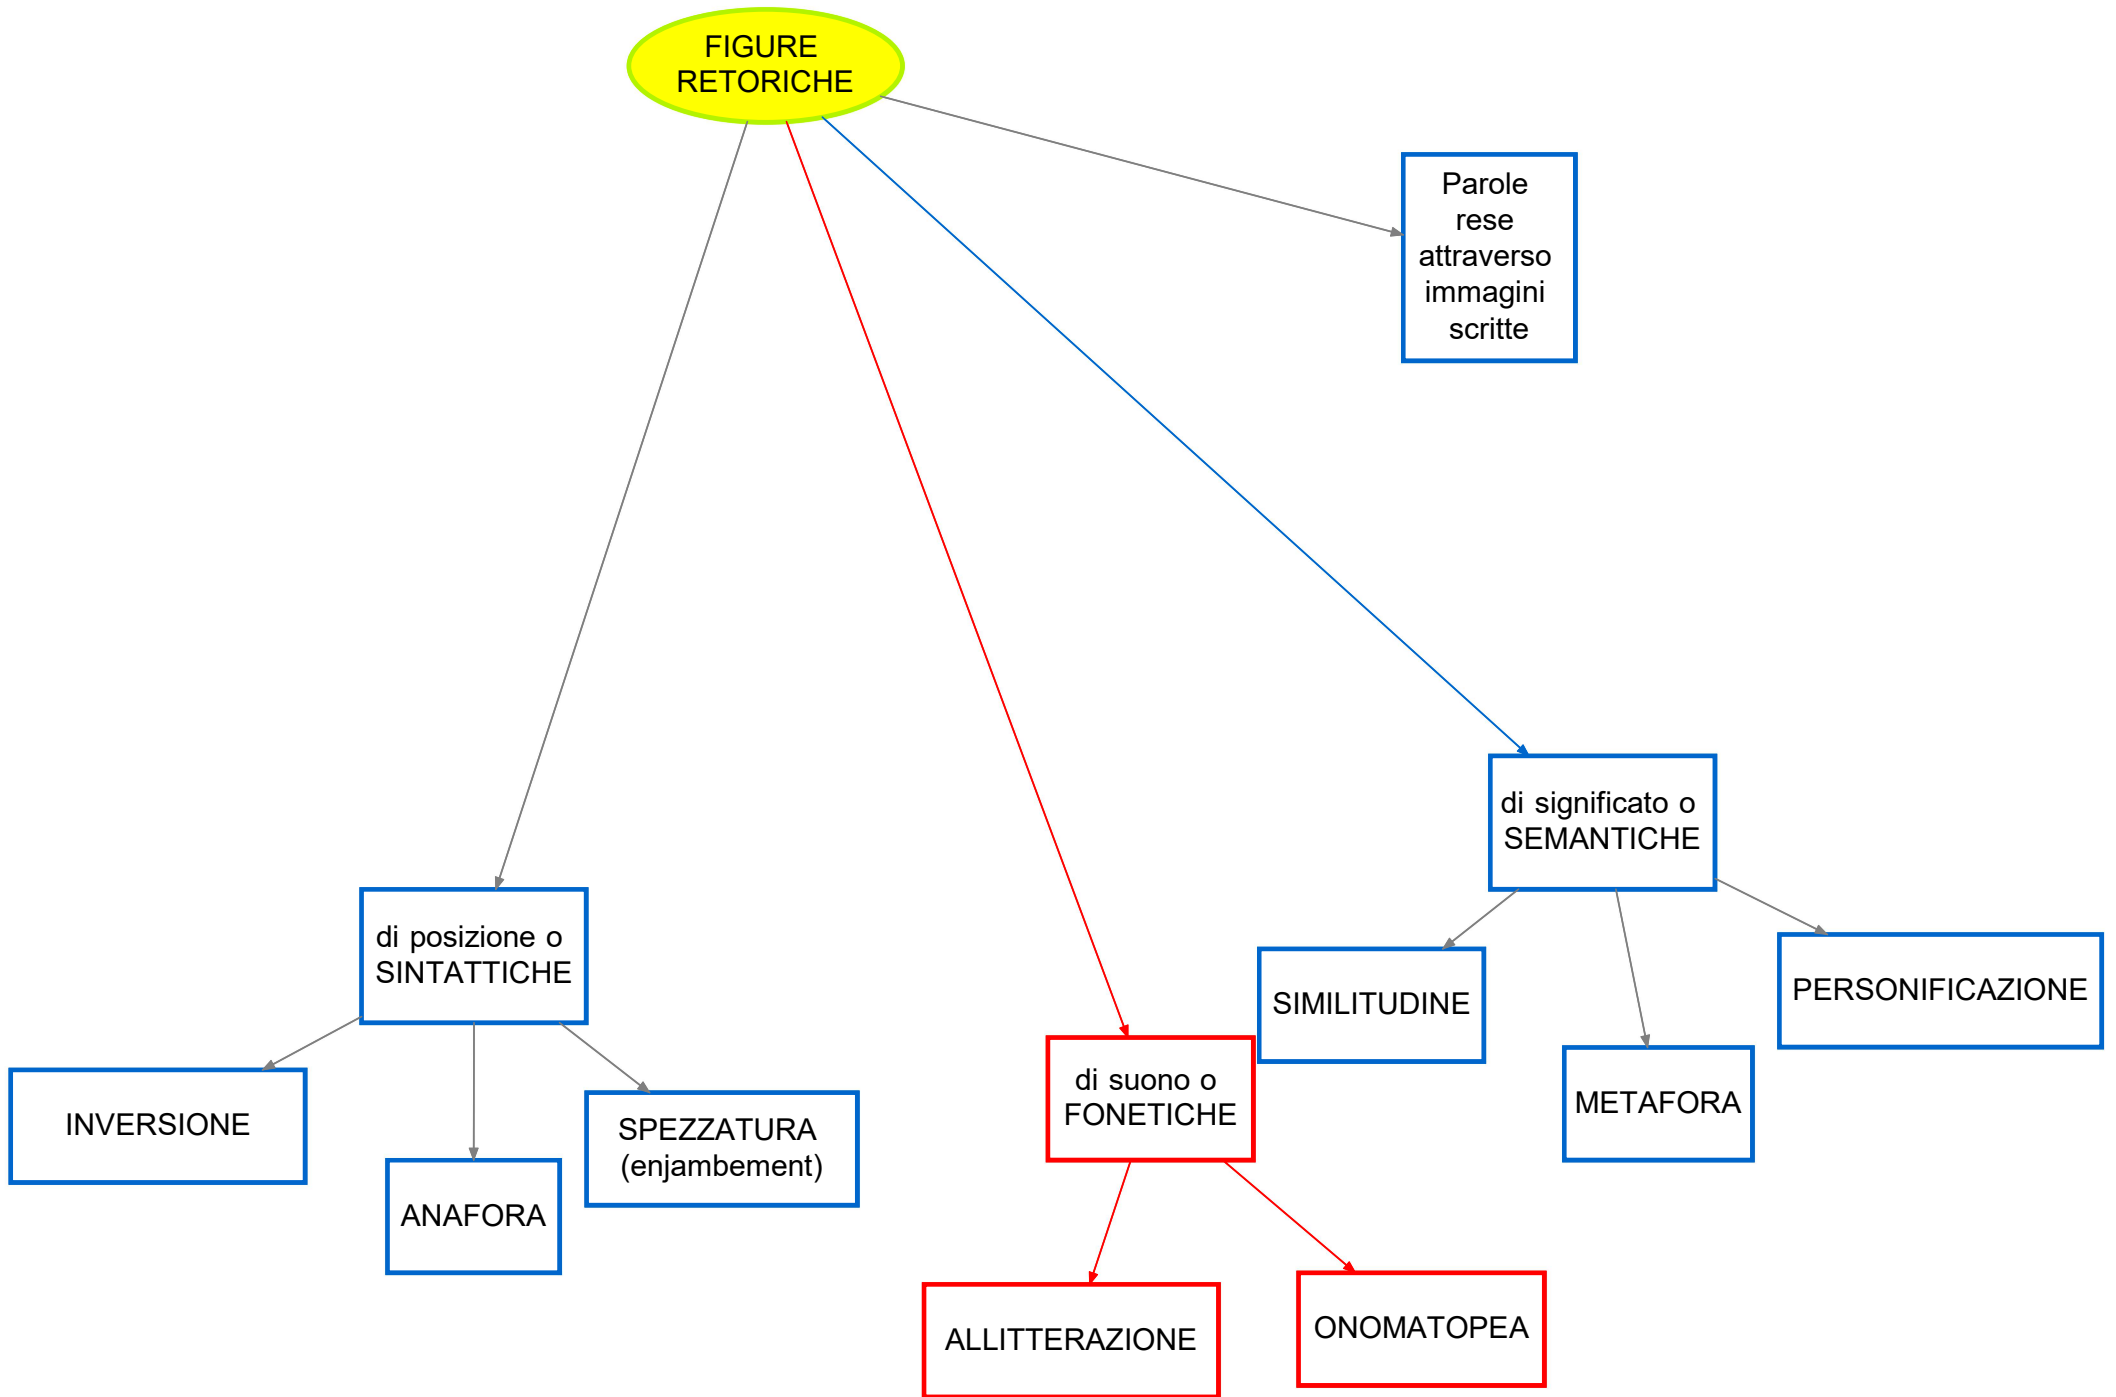 FIGURE
RETORICHE
Parole
rese
attraverso
immagini
scritte
di significato o
SEMANTICHE
di posizione o
SINTATTICHE
SIMILITUDINE
PERSONIFICAZIONE
METAFORA
di suono o
FONETICHE
INVERSIONE
SPEZZATURA
(enjambement)
ANAFORA
ALLITTERAZIONE
ONOMATOPEA